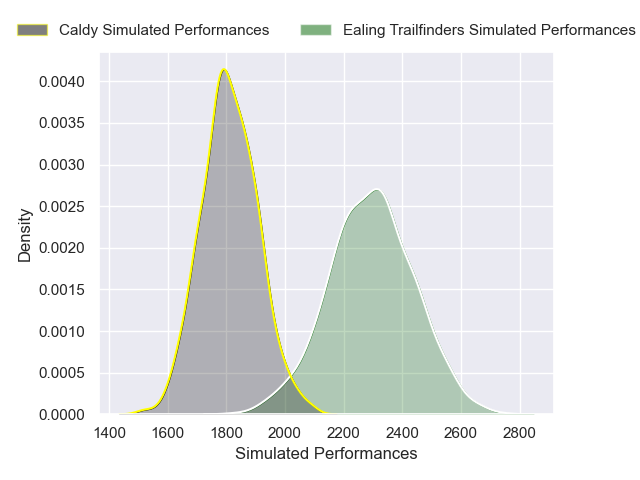 Caldy Simulated Performances
Ealing Trailfinders Simulated Performances
0.0040
0.0035
0.0030
0.0025
0.0020
0.0015
0.0010
0.0005
0.0000
Density
1400 1600 1800 2000 2200 2400 2600 2800
Simulated Performances